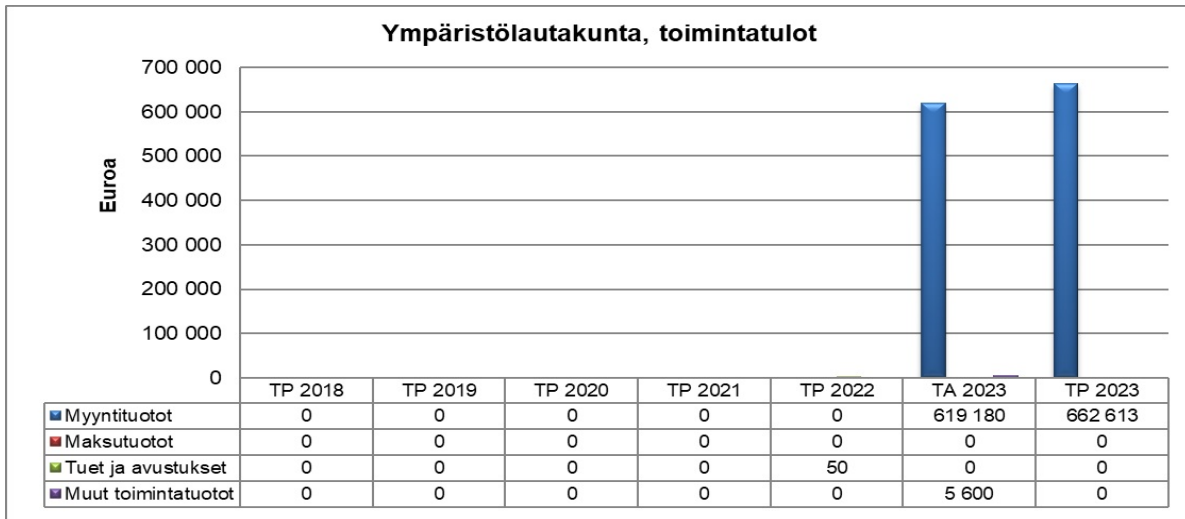 Ympäristölautakunta, toimintatulot
Euroa
700 000
600 000
500 000
400 000
300 000
200 000
100 000
0
TP 2018 TP 2019 TP 2020 TP 2021 TP 2022 TA 2023 TP 2023
Myyntituotot 0 0 0 0 0 619 180 662 613
Maksutuotot 0 0 0 0 0 0 0
Tuet ja avustukset 0 0 0 0 50 0 0
Muut toimintatuotot 0 0 0 0 0 5 600 0